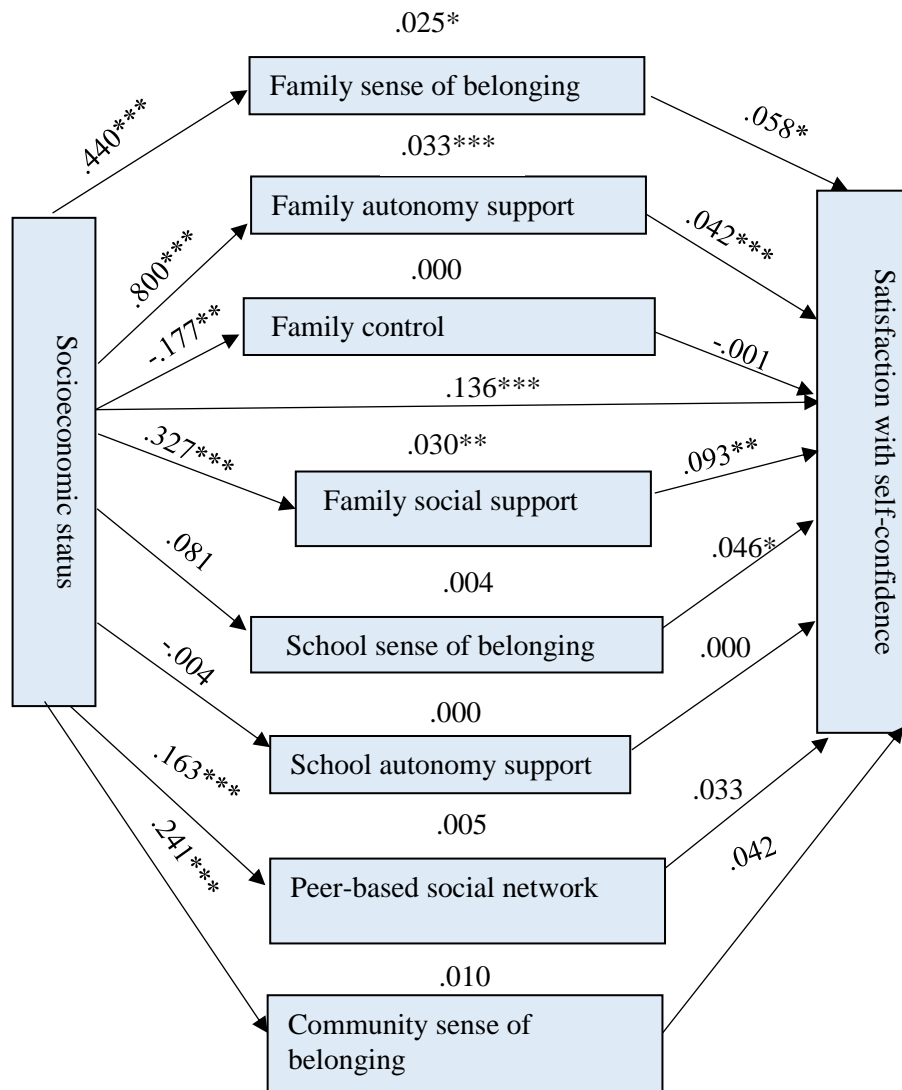 .025*
Family sense of belonging
.440***
.058*
.033***
Family autonomy support
.800***
.042***
.000
Family control
-.177**
-.001
.136***
Socioeconomic status
Satisfaction with self-confidence
.327***
.030**
.093**
Family social support
.081
.046*
.004
School sense of belonging
-.004
.000
.000
School autonomy support
.163***
.033
.005
.241***
.042
Peer-based social network
.010
Community sense of
belonging